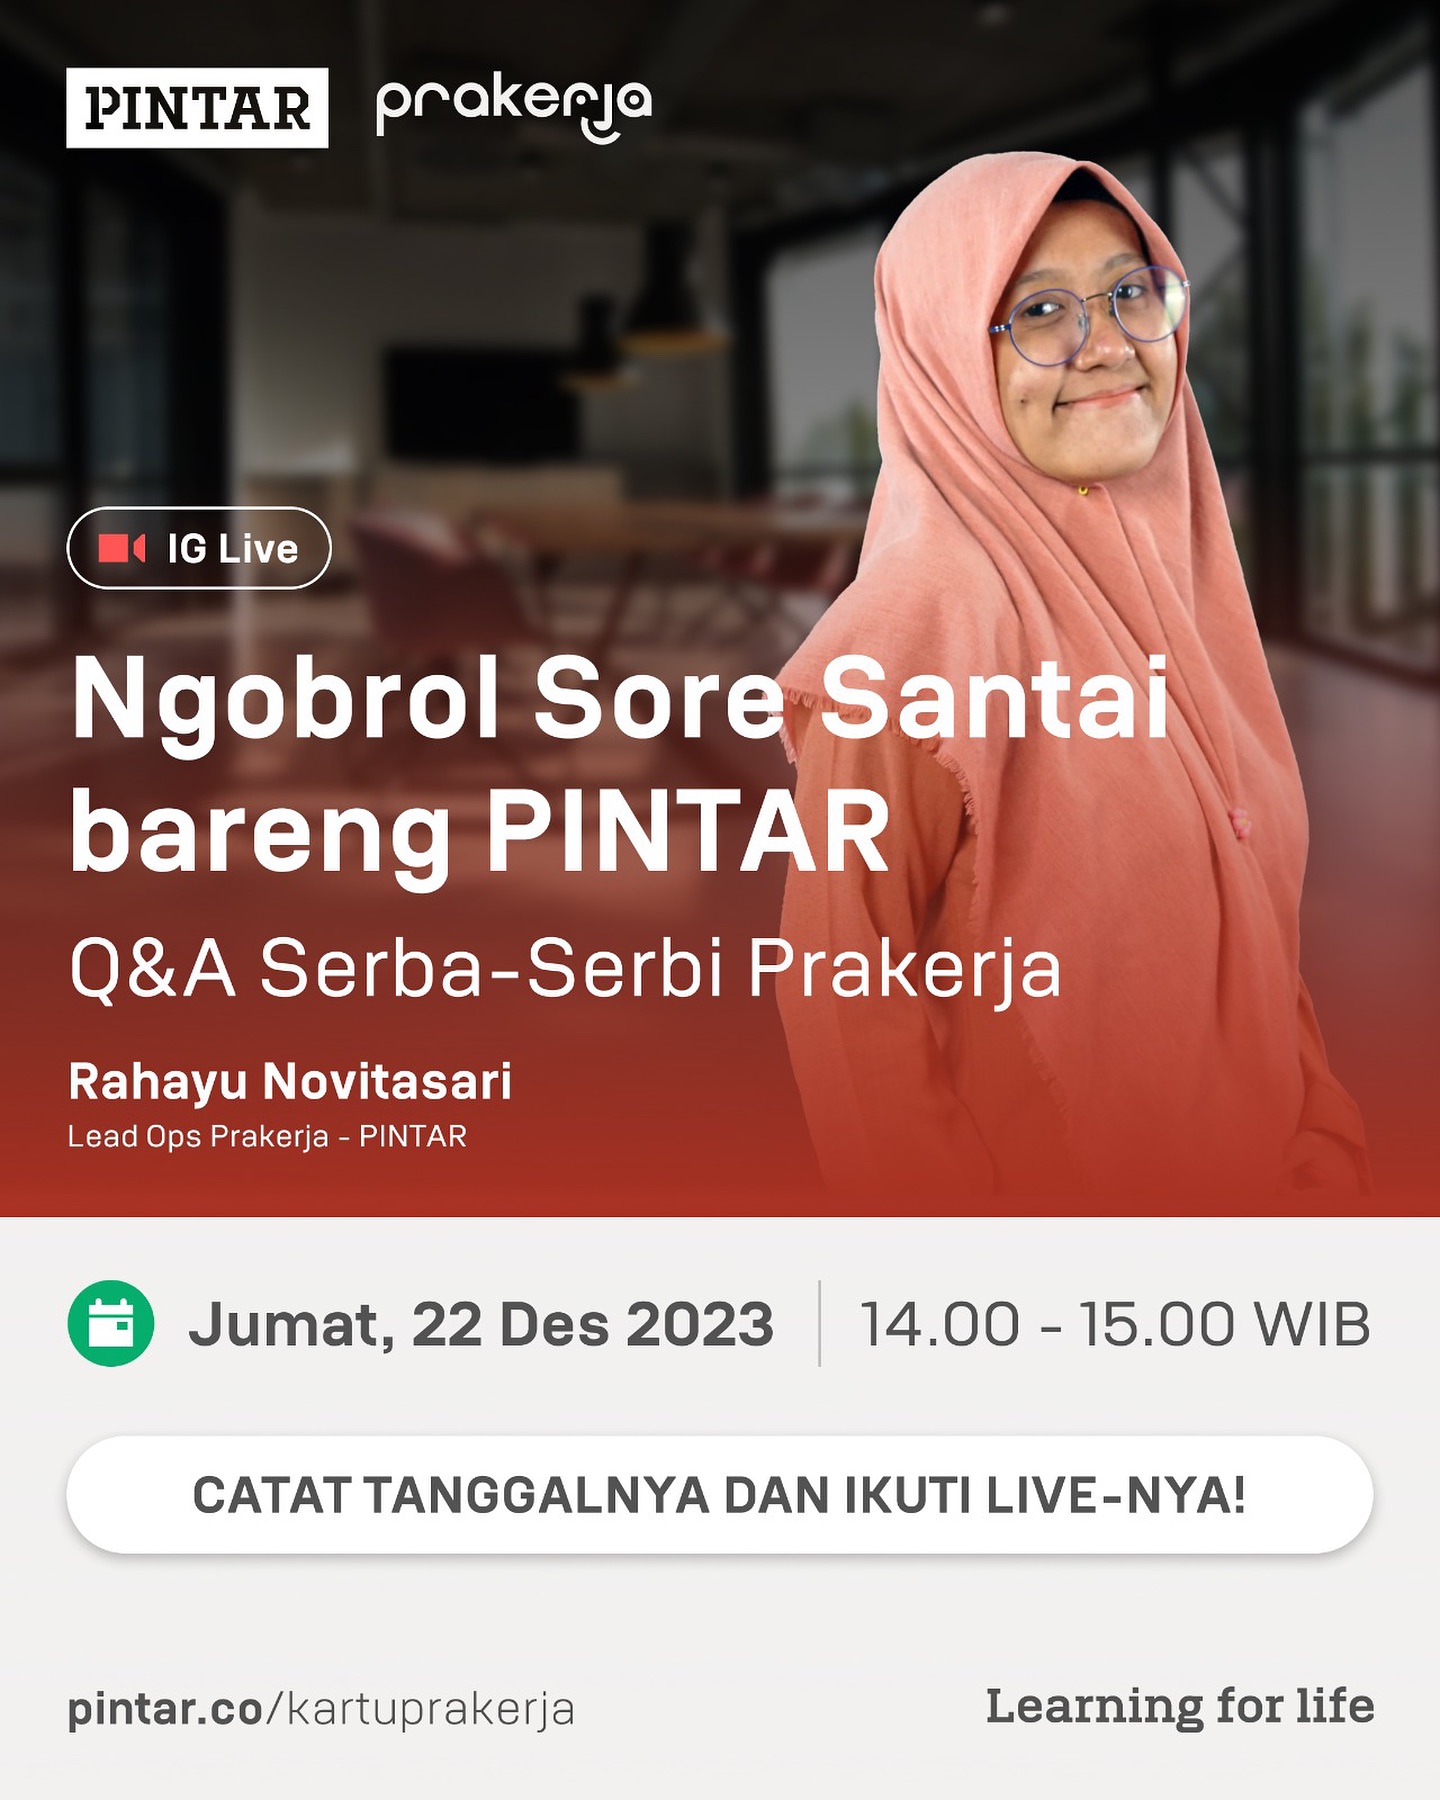 PINTAR
prakerja
IG Live
Ngobrol Sore Santai
bareng PINTAR
Q&A Serba-Serbi Prakerja
Rahayu Novitasari
Lead Ops Prakerja - PINTAR
Jumat, 22 Des 2023
14.00 - 15.00 WIB
CATAT TANGGALNYA DAN IKUTI LIVE-NYA!
pintar.co/kartuprakerja
Learning for life